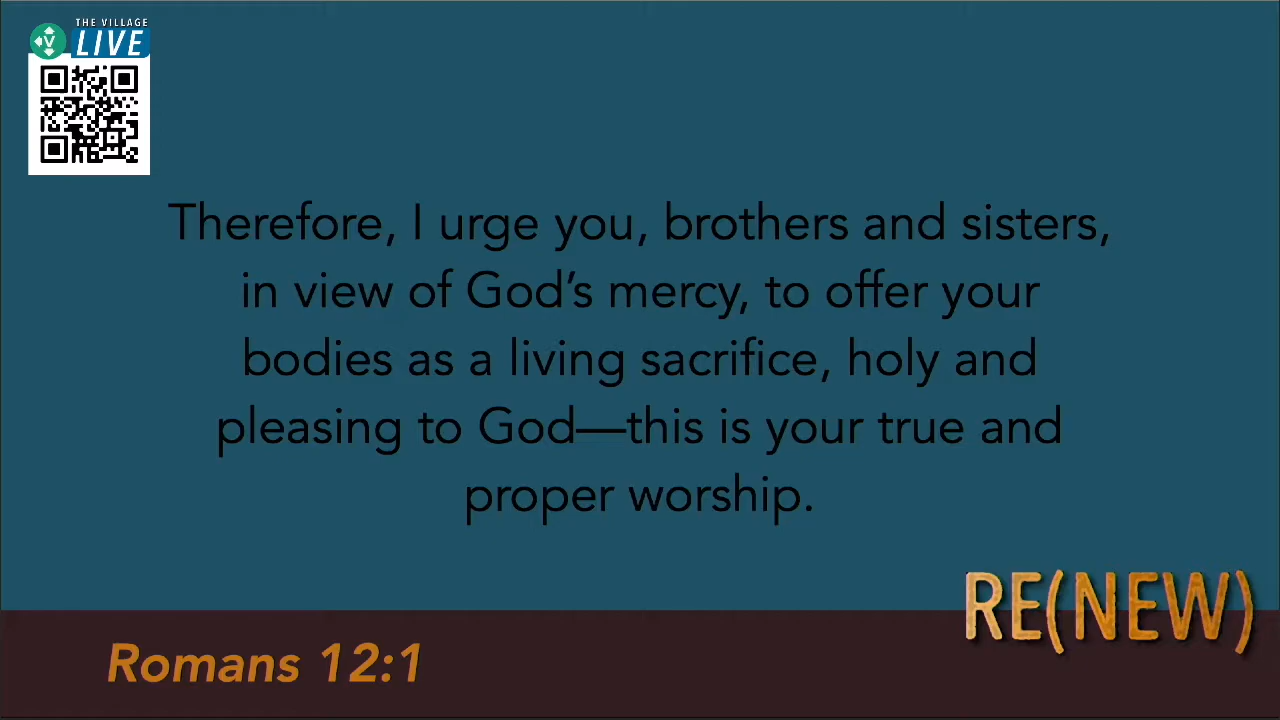 THE VILLAGE
V LIVE
Therefore, I urge you, brothers and sisters,
in view of God’s mercy, to offer your
bodies as a living sacrifice, holy and
pleasing to God—this is your true and
proper worship.
RE(NEW)
Romans 12:1